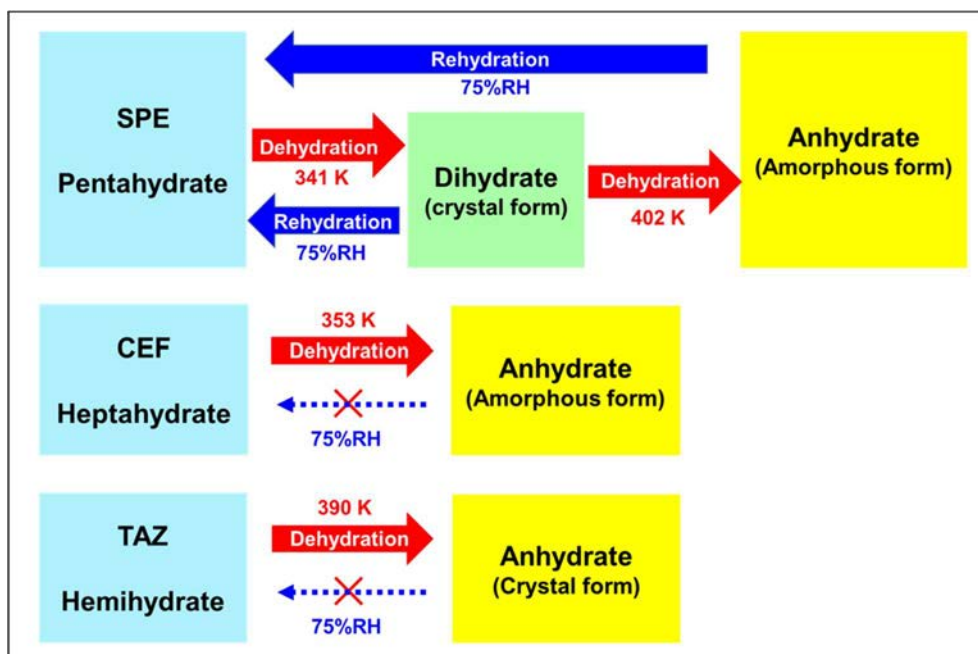 SPE
Pentahydrate
Rehydration
75%RH
Dehydration
341 K
Rehydration
75%RH
Dihydrate
(crystal form)
Dehydration
402 K
Anhydrate
(Amorphous form)
CEF
Heptahydrate
353 K
Dehydration
75%RH
Anhydrate
(Amorphous form)
TAZ
Hemihydrate
390 K
Dehydration
75%RH
Anhydrate
(Crystal form)